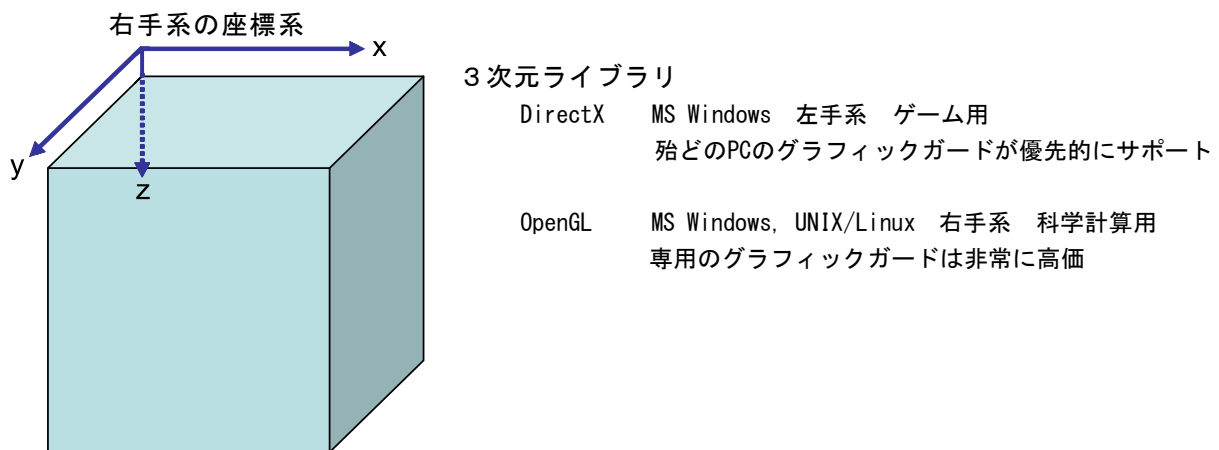 右手系の座標系
x
y
z
３次元ライブラリ
DirectX MS Windows 左手系 ゲーム用
殆どのPCのグラフィックガードが優先的にサポート
OpenGL MS Windows, UNIX/Linux 右手系 科学計算用
専用のグラフィックガードは非常に高価